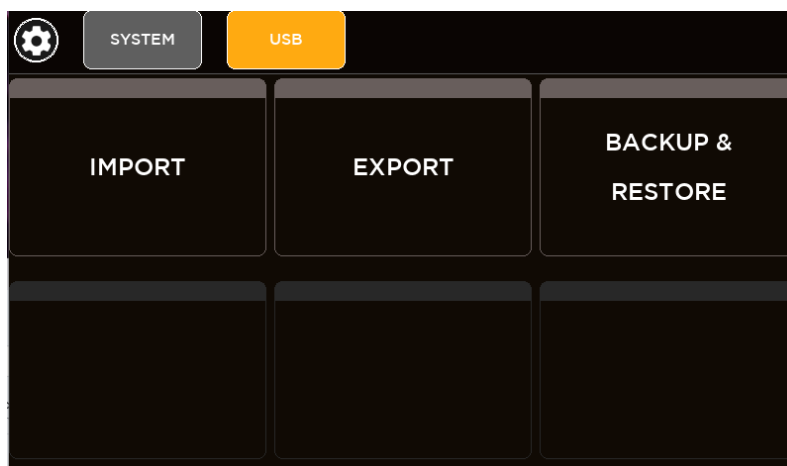 SYSTEM
USB
IMPORT
EXPORT
BACKUP &
RESTORE